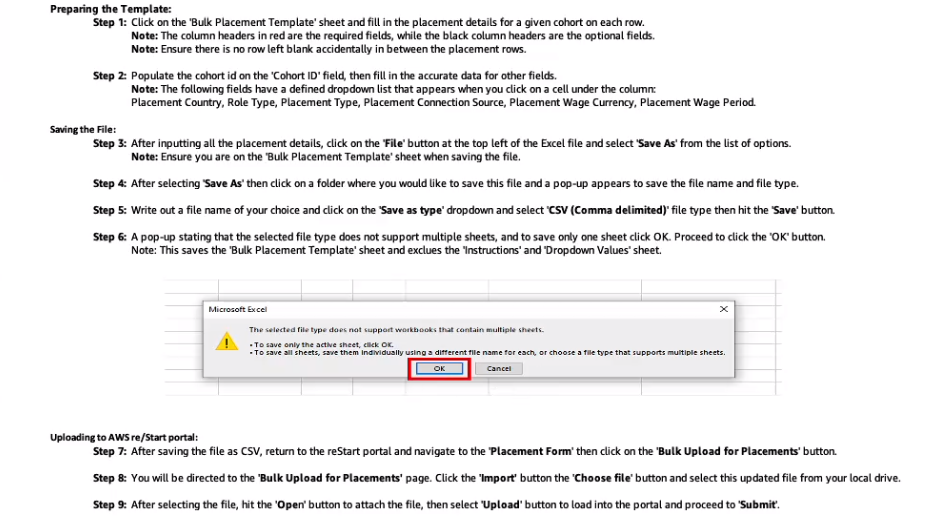 Preparing the Template:
Step 1: Click on the 'Bulk Placement Template' sheet and fill in the placement details for a given cohort on each row.
Note: The column headers in red are the required fields, while the black column headers are the optional fields.
Note: Ensure there is no row left blank accidentally in between the placement rows.
Step 2: Populate the cohort id on the 'Cohort ID' field, then fill in the accurate data for other fields.
Note: The following fields have a defined dropdown list that appears when you click on a cell under the column:
Placement Country, Role Type, Placement Type, Placement Connection Source, Placement Wage Currency, Placement Wage Period.
Saving the File:
Step 3: After inputting all the placement details, click on the 'File' button at the top left of the Excel file and select 'Save As' from the list of options.
Note: Ensure you are on the 'Bulk Placement Template' sheet when saving the file.
Step 4: After selecting 'Save As' then click on a folder where you would like to save this file and a pop-up appears to save the file name and file type.
Step 5: Write out a file name of your choice and click on the 'Save as type' dropdown and select 'CSV (Comma delimited)' file type then hit the 'Save' button.
Step 6: A pop-up stating that the selected file type does not support multiple sheets, and to save only one sheet click OK. Proceed to click the 'OK' button.
Note: This saves the 'Bulk Placement Template' sheet and exclues the 'Instructions' and 'Dropdown Values' sheet.
Microsoft Excel
The selected file type does not support workbooks that contain multiple sheets.
• To save only the active sheet, click OK.
• To save all sheets, save them individually using a different file name for each, or choose a file type that supports multiple sheets.
OK Cancel
Uploading to AWS re/Start portal:
Step 7: After saving the file as CSV, return to the reStart portal and navigate to the 'Placement Form' then click on the 'Bulk Upload for Placements' button.
Step 8: You will be directed to the 'Bulk Upload for Placements' page. Click the 'Import' button the 'Choose file' button and select this updated file from your local drive.
Step 9: After selecting the file, hit the 'Open' button to attach the file, then select 'Upload' button to load into the portal and proceed to 'Submit'.